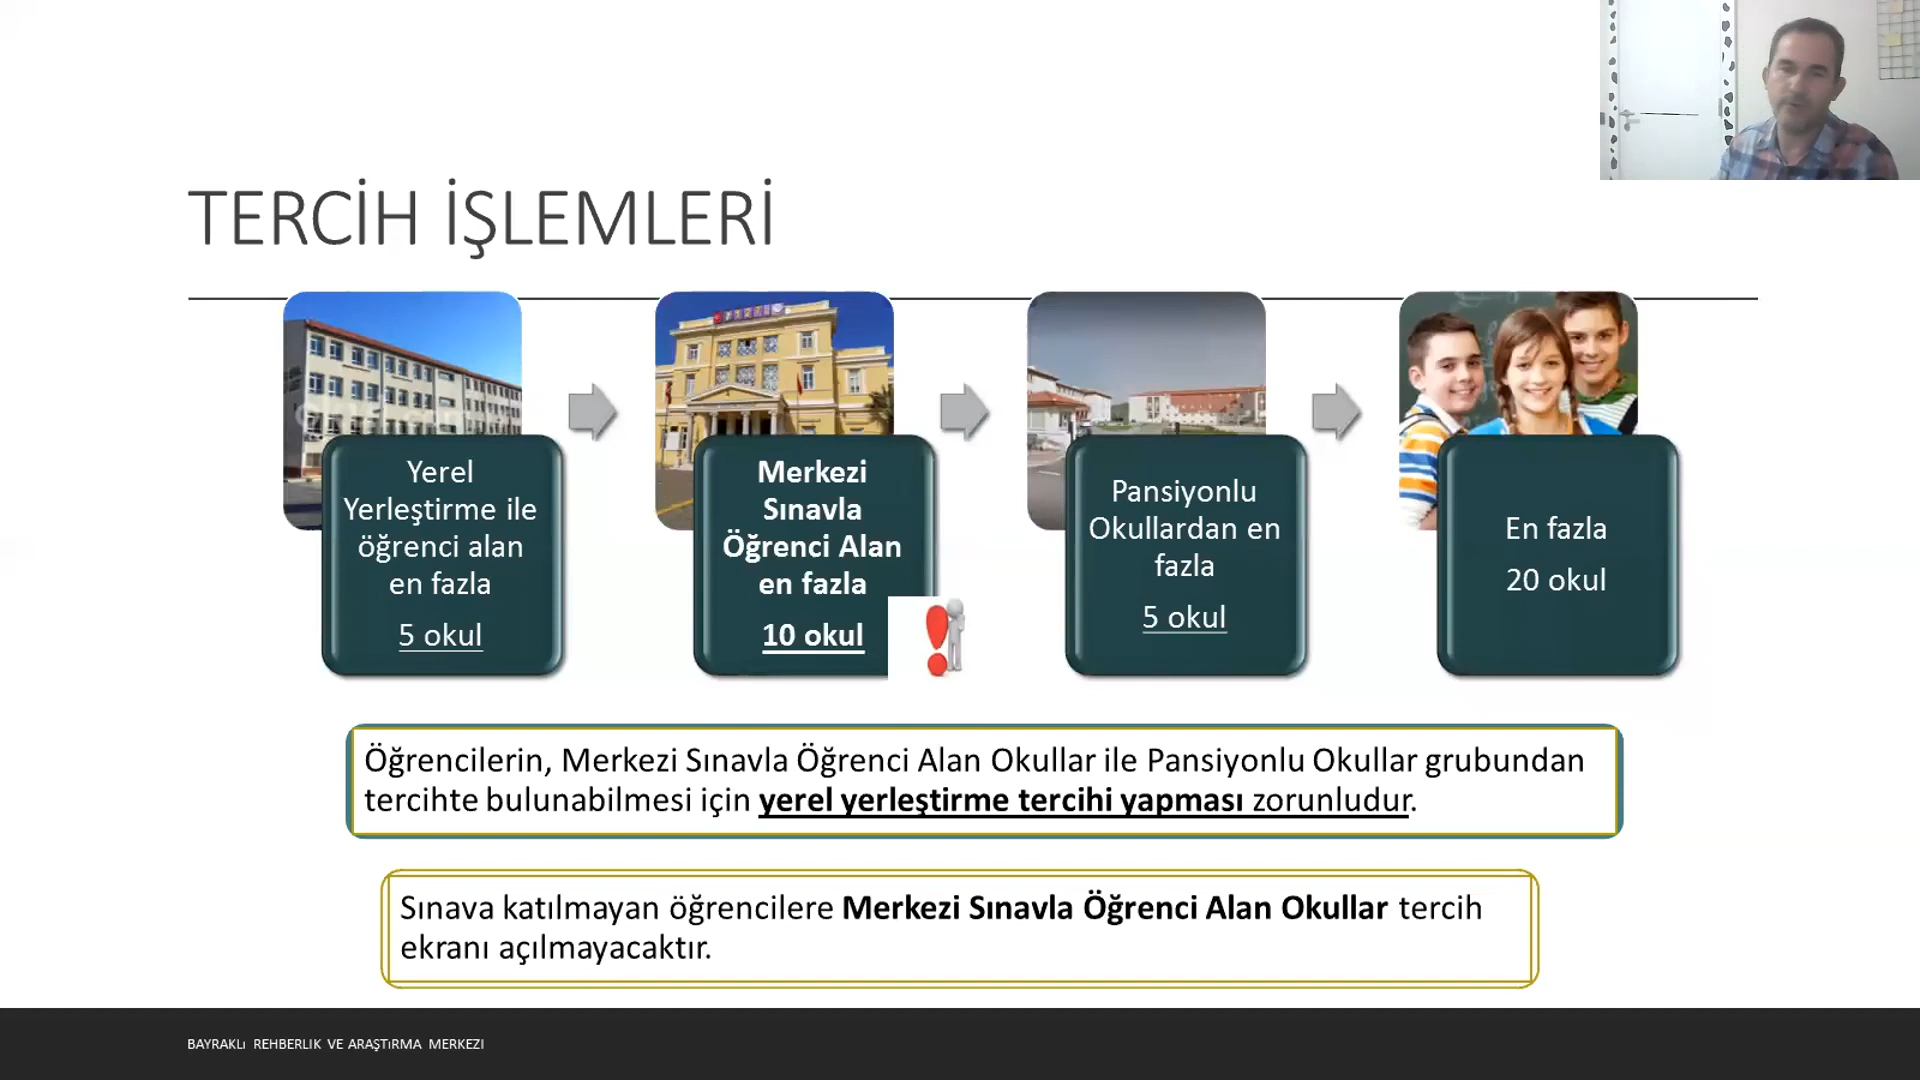 TERCİH İŞLEMLERİ
Yerel
Yerleştirme ile
öğrenci alan
en fazla
5 okul
Merkezi
Sınavla
Öğrenci Alan
en fazla
10 okul
Pansiyonlu
Okullardan en
fazla
5 okul
En fazla
20 okul
Öğrencilerin, Merkezi Sınavla Öğrenci Alan Okullar ile Pansiyonlu Okullar grubundan
tercihte bulunabilmesi için yerel yerleştirme tercihi yapması zorunludur.
Sınava katılmayan öğrencilere Merkezi Sınavla Öğrenci Alan Okullar tercih
ekranı açılmayacaktır.
BAYRAKLı REHBERLIK VE ARAŞTıRMA MERKEZI